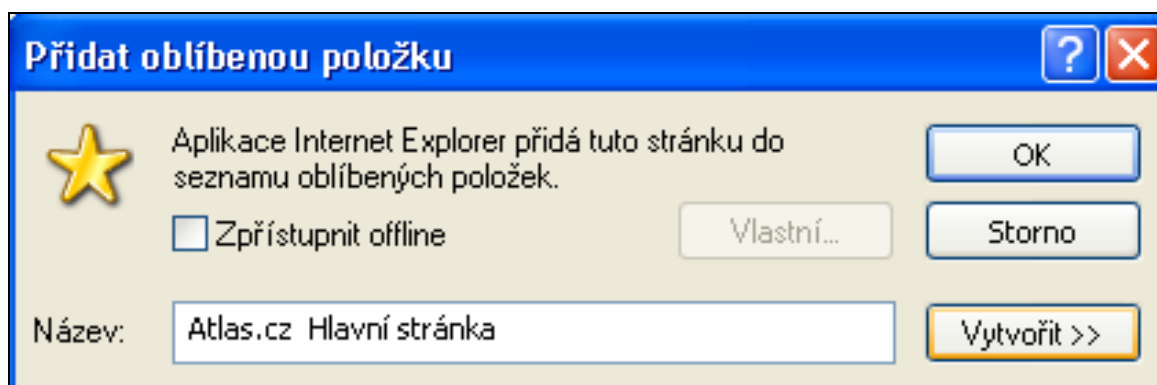 Přidat oblíbenou položku
Aplikace Internet Explorer přidá tuto stránku do
seznamu oblíbených položek.
OK
Zpřístupnit offline
Vlastní...
Storno
Název:
Atlas.cz  Hlavní stránka
Vytvořit >>